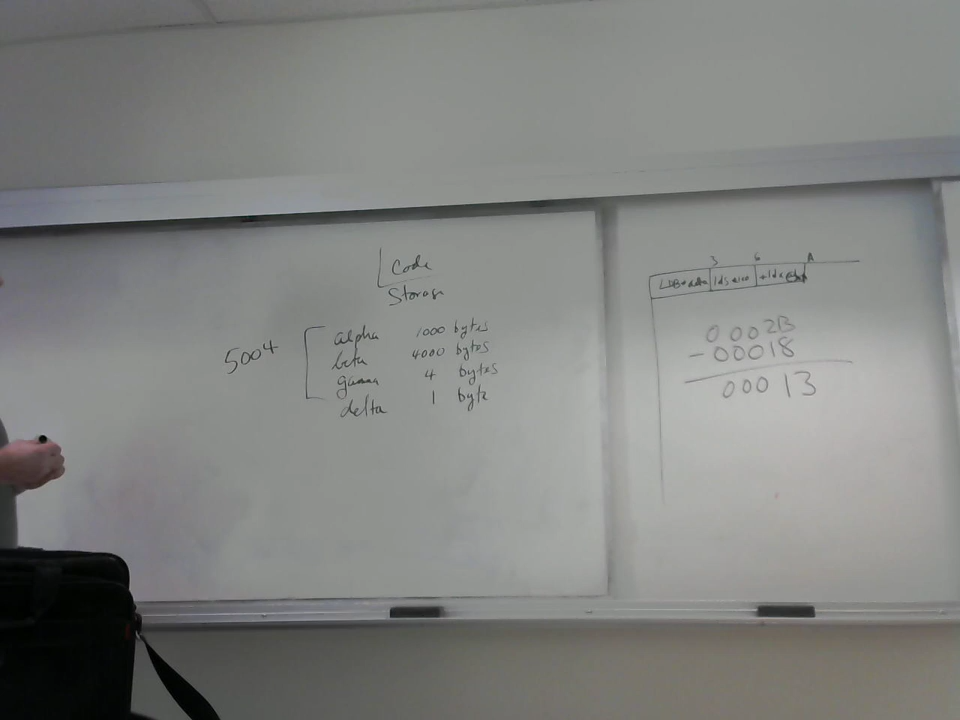 Code
Storage
5004
alpha 1000 bytes
beta 4000 bytes
gamma 4 bytes
delta 1 byte
3 6 A
0002B
- 00018
00013